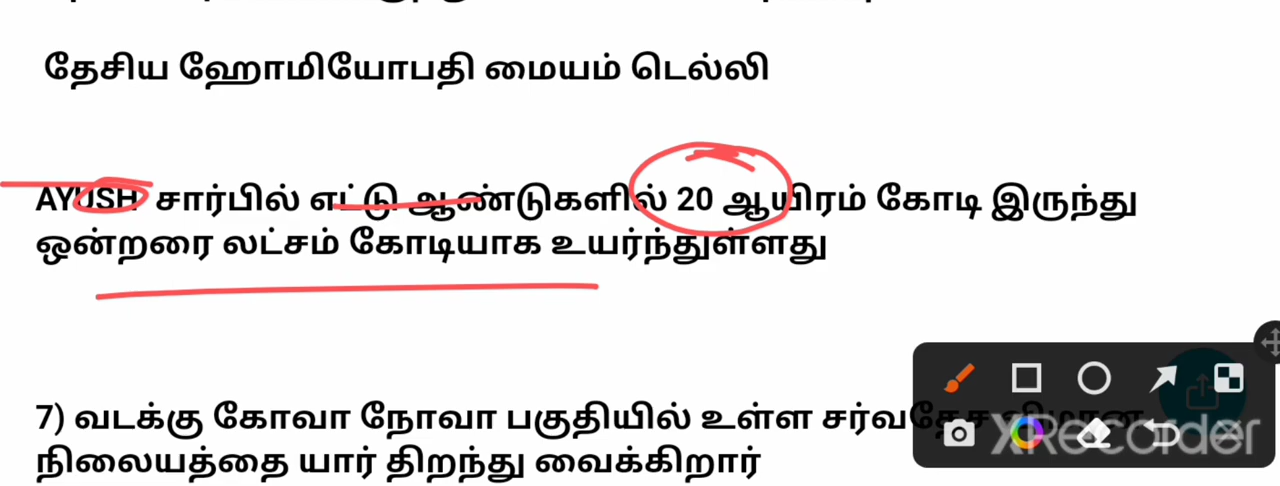 தேசிய ஹோமியோபதி மையம் டெல்லி
AYUSH சார்பில் எட்டு ஆண்டுகளில் 20 ஆயிரம் கோடி இருந்து
ஒன்றரை லட்சம் கோடியாக உயர்ந்துள்ளது
7) வடக்கு கோவா நோவா பகுதியில் உள்ள சர்வதேச விமான
நிலையத்தை யார் திறந்து வைக்கிறார்
XRecorder